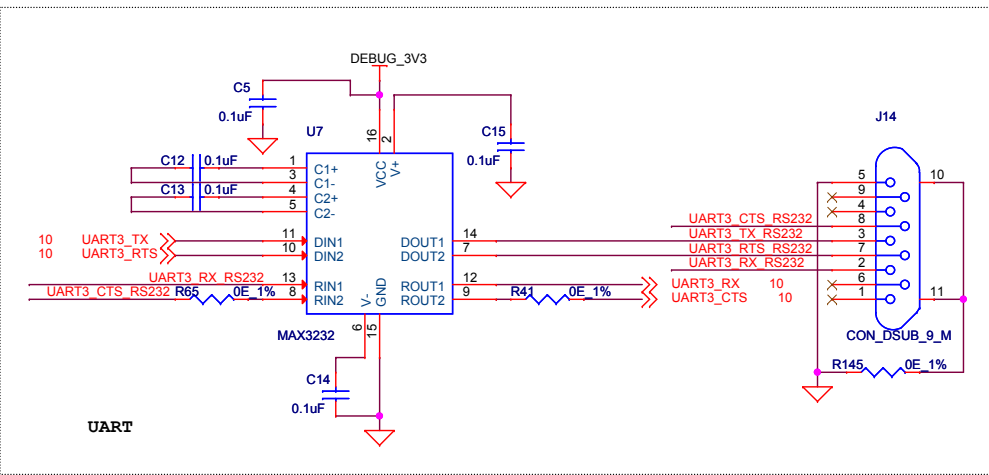 DEBUG_3V3
C5
0.1uF
U7
16
2
C15
0.1uF
J14
VCC
V+
C12 0.1uF 1 C1+
3 C1-
C13 0.1uF 4 C2+
5 C2-
5 10
9
4
UART3_CTS_RS232 8
10 UART3_TX 11 DIN1 DOUT1 14 UART3_TX_RS232 3
10 UART3_RTS 10 DIN2 DOUT2 7 UART3_RTS_RS232 7
UART3_RX_RS232 2
UART3_RX_RS232 13 RIN1 ROUT1 12 UART3_RX 10 6
UART3_CTS_RS232 R65 0E_1% 8 RIN2 ROUT2 9 R41 0E_1% UART3_CTS 10 1 11
V-
GND
6
15
MAX3232
CON_DSUB_9_M
R145 0E_1%
C14
0.1uF
UART